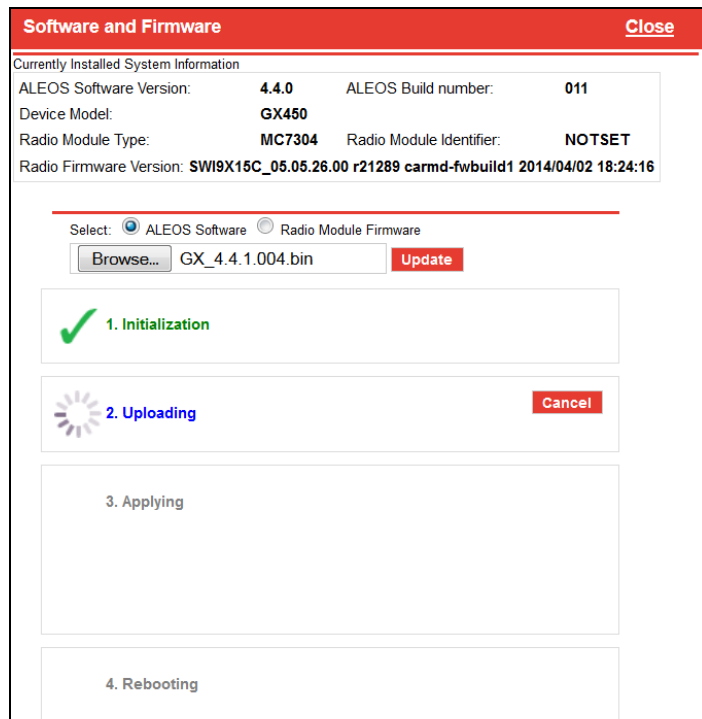 Software and Firmware Close
Currently Installed System Information
ALEOS Software Version: 4.4.0 ALEOS Build number: 011
Device Model: GX450
Radio Module Type: MC7304 Radio Module Identifier: NOTSET
Radio Firmware Version: SWI9X15C_05.05.26.00 r21289 carmd-fwbuild1 2014/04/02 18:24:16
Select: ALEOS Software Radio Module Firmware
Browse... GX_4.4.1.004.bin Update
1. Initialization
2. Uploading Cancel
3. Applying
4. Rebooting